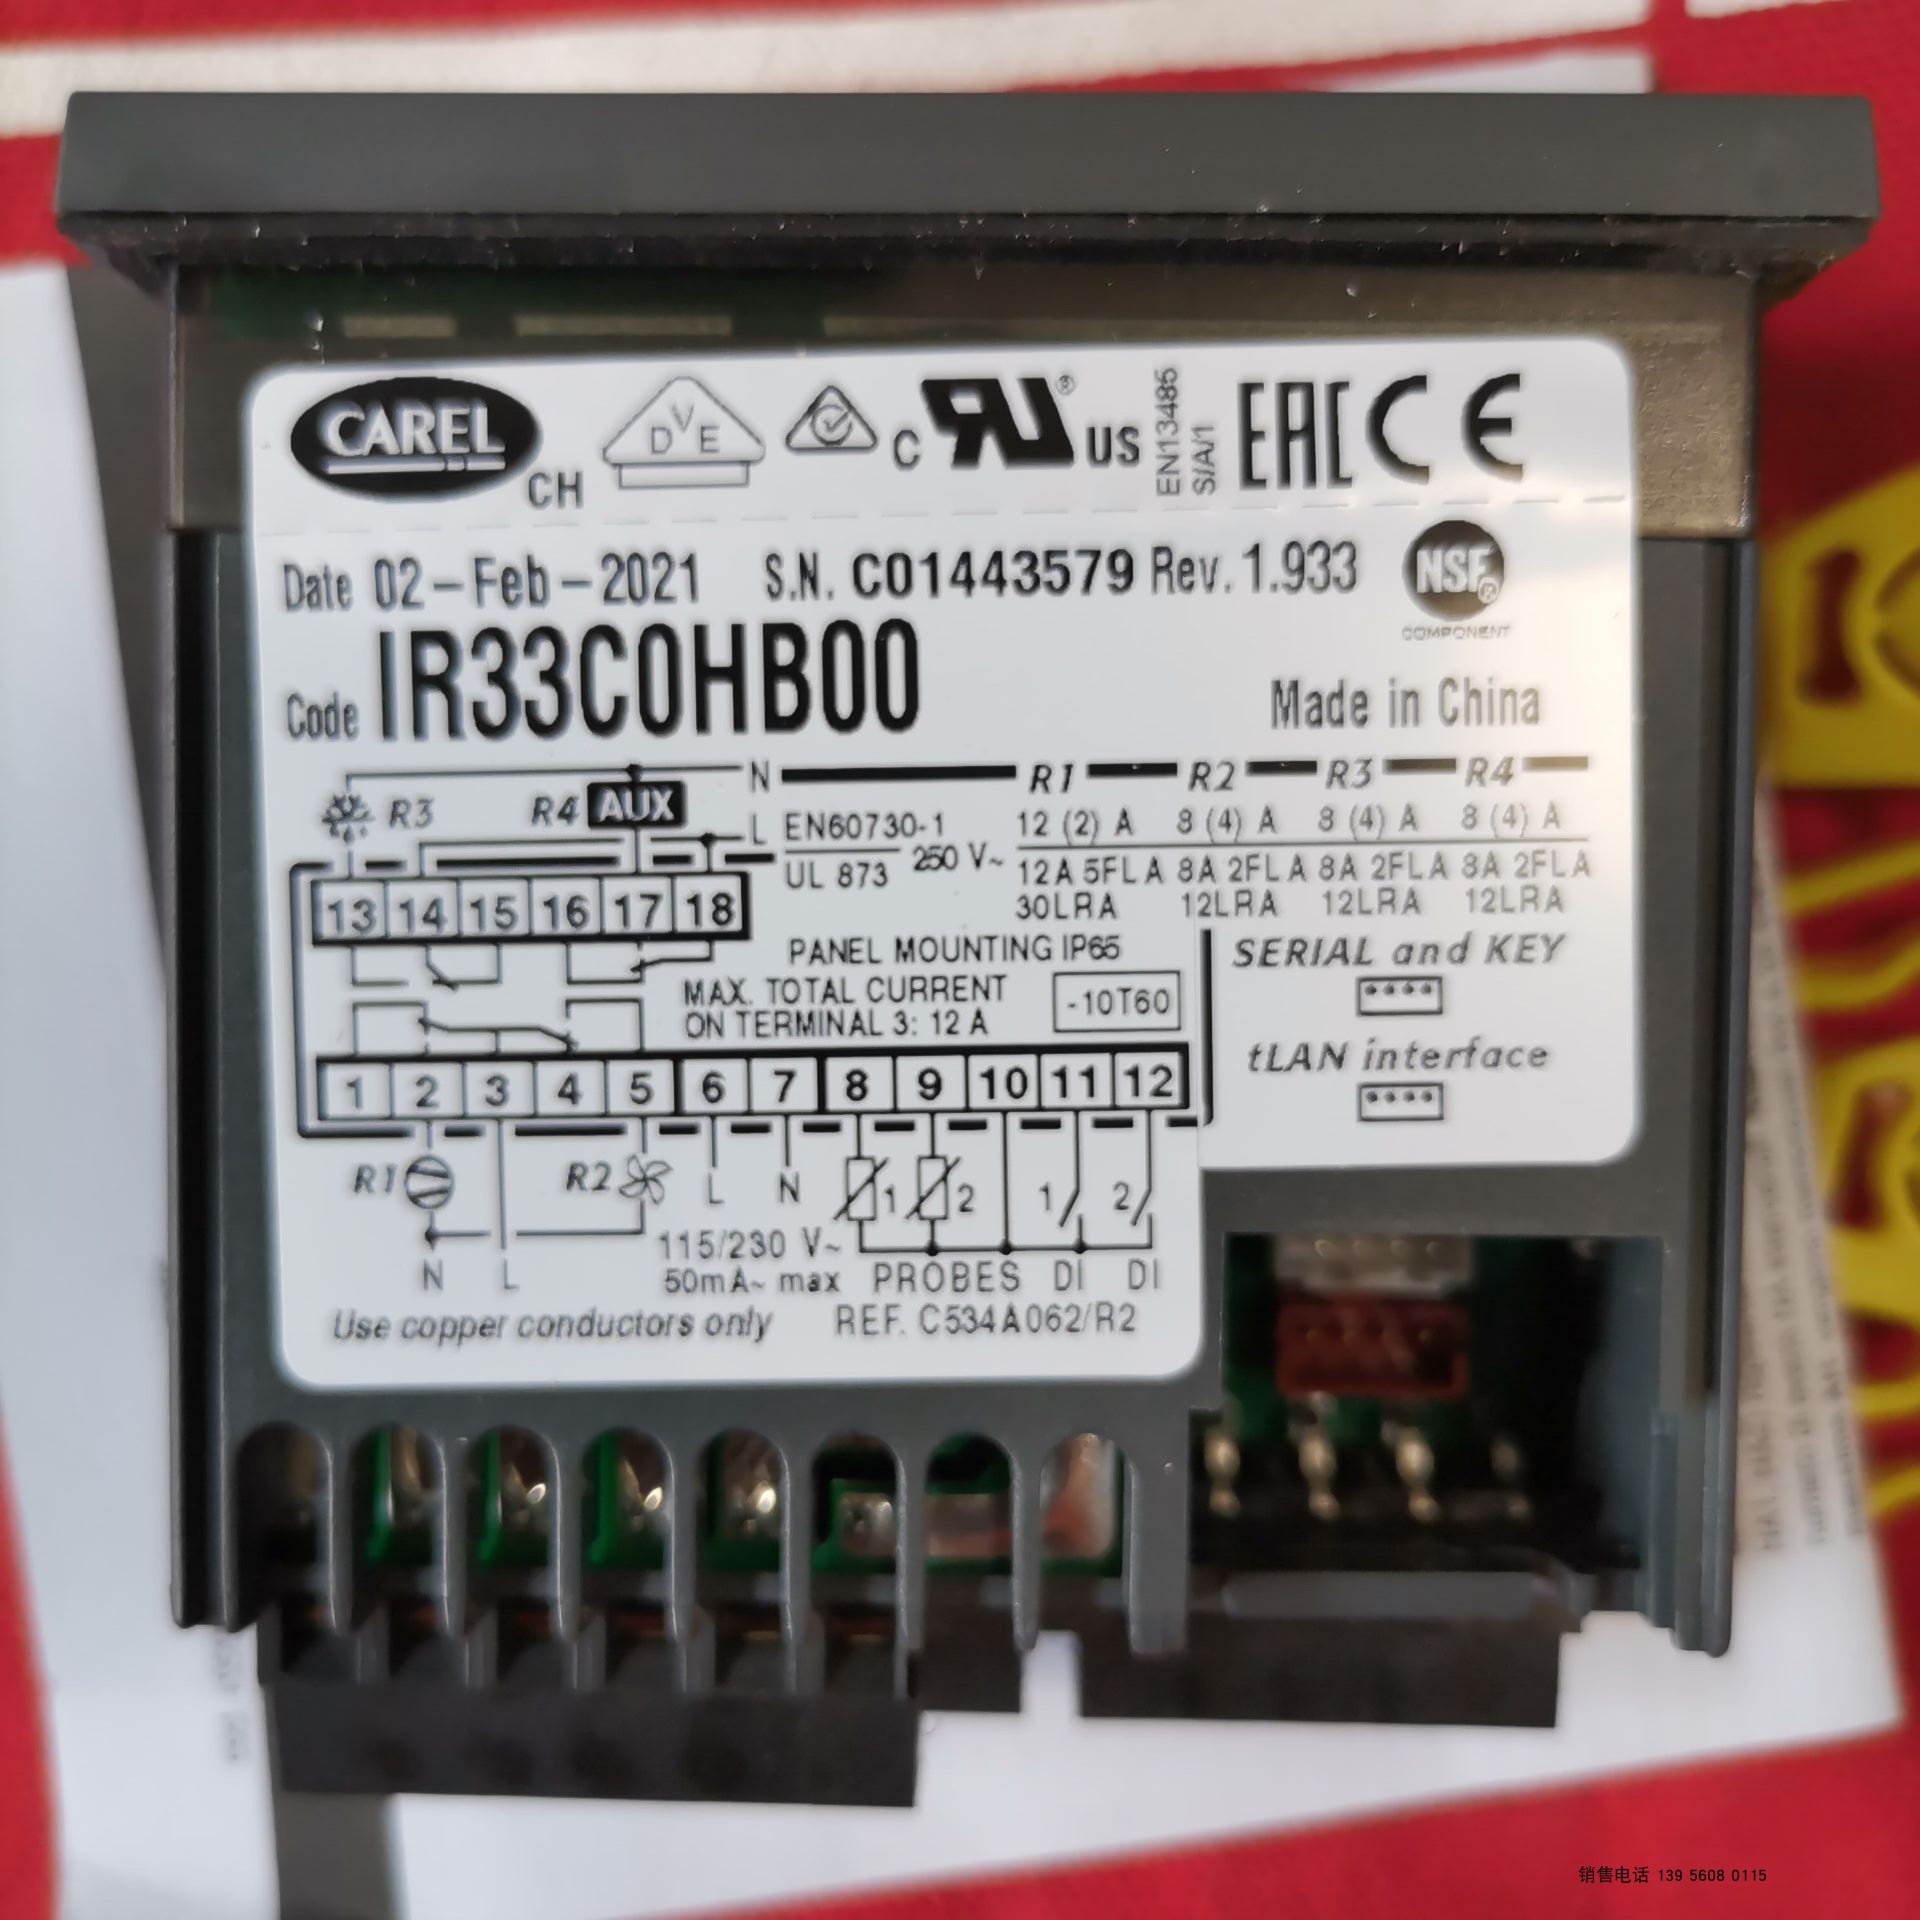 CAREL
CH
D V E
C RU® US
EN13485
S/A/1
EAC CE
Date 02-Feb-2021 S.N. C01443579 Rev. 1.933
NSF®
COMPONENT
Code IR33C0HB00
Made in China
N R1 R2 R3 R4
R3 R4 AUX
L EN60730-1 12 (2) A 8 (4) A 8 (4) A 8 (4) A
UL 873 250 V~ 12A 5FLA 8A 2FLA 8A 2FLA 8A 2FLA
30LRA 12LRA 12LRA 12LRA
13 14 15 16 17 18
PANEL MOUNTING IP65
SERIAL and KEY
MAX. TOTAL CURRENT
ON TERMINAL 3: 12 A
-10T60
tLAN interface
1 2 3 4 5 6 7 8 9 10 11 12
R1 R2 L N 1 2 1 2
115/230 V~
N L 50mA~ max PROBES DI DI
Use copper conductors only REF. C534A062/R2
销售电话 139 5608 0115